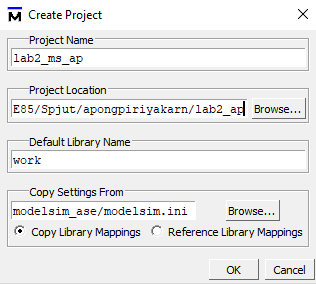 Create Project
Project Name
lab2_ms_ap
Project Location
E85/Spjut/apongpiriyakarn/lab2_ap
Browse...
Default Library Name
work
Copy Settings From
modelsim_ase/modelsim.ini
Browse...
Copy Library Mappings
Reference Library Mappings
OK
Cancel